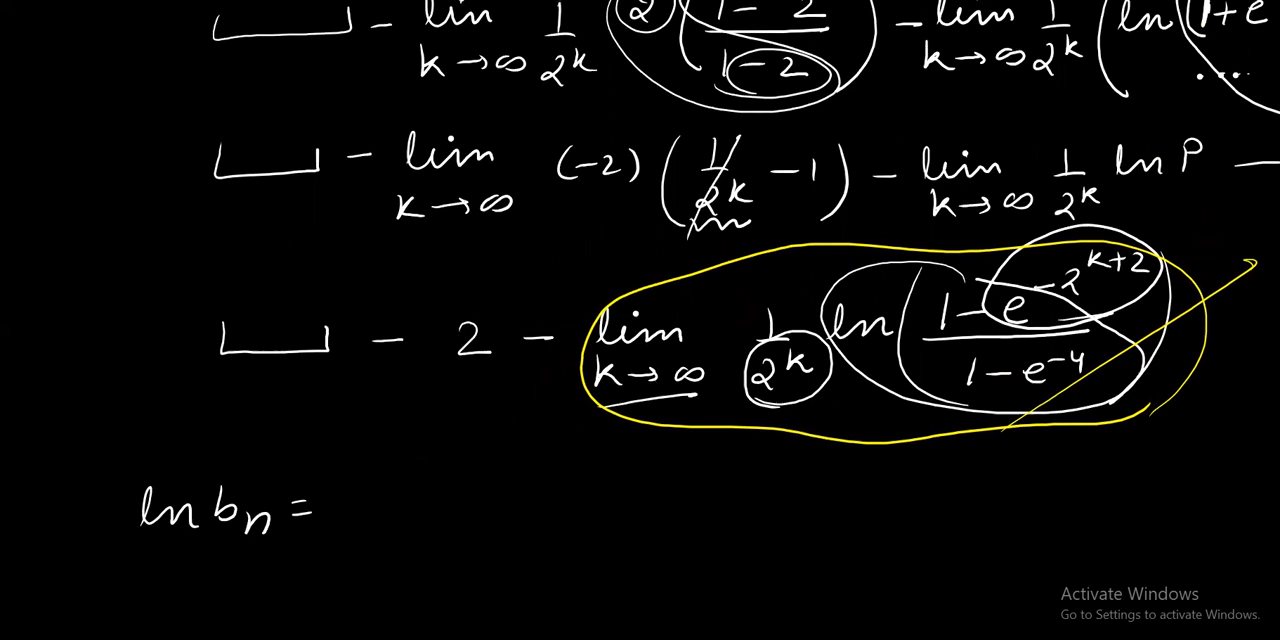 - lim k→∞ 1/2^k (2) (1 - 2 / 1 - 2) - lim k→∞ 1/2^k (ln (1+e ....
- lim k→∞ (-2) (1/2^k - 1) - lim k→∞ 1/2^k ln P -
- 2 - lim k→∞ 1/2^k ln (1 - e^{-2^{k+2}} / 1 - e^{-4})
ln b_n =
Activate Windows
Go to Settings to activate Windows.